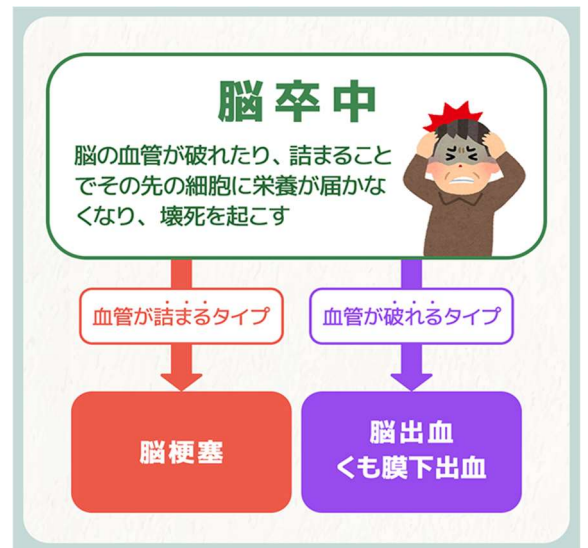 脳卒中
脳の血管が破れたり、詰まること
でその先の細胞に栄養が届かな
くなり、壊死を起こす
血管が詰まるタイプ
血管が破れるタイプ
脳梗塞
脳出血
くも膜下出血